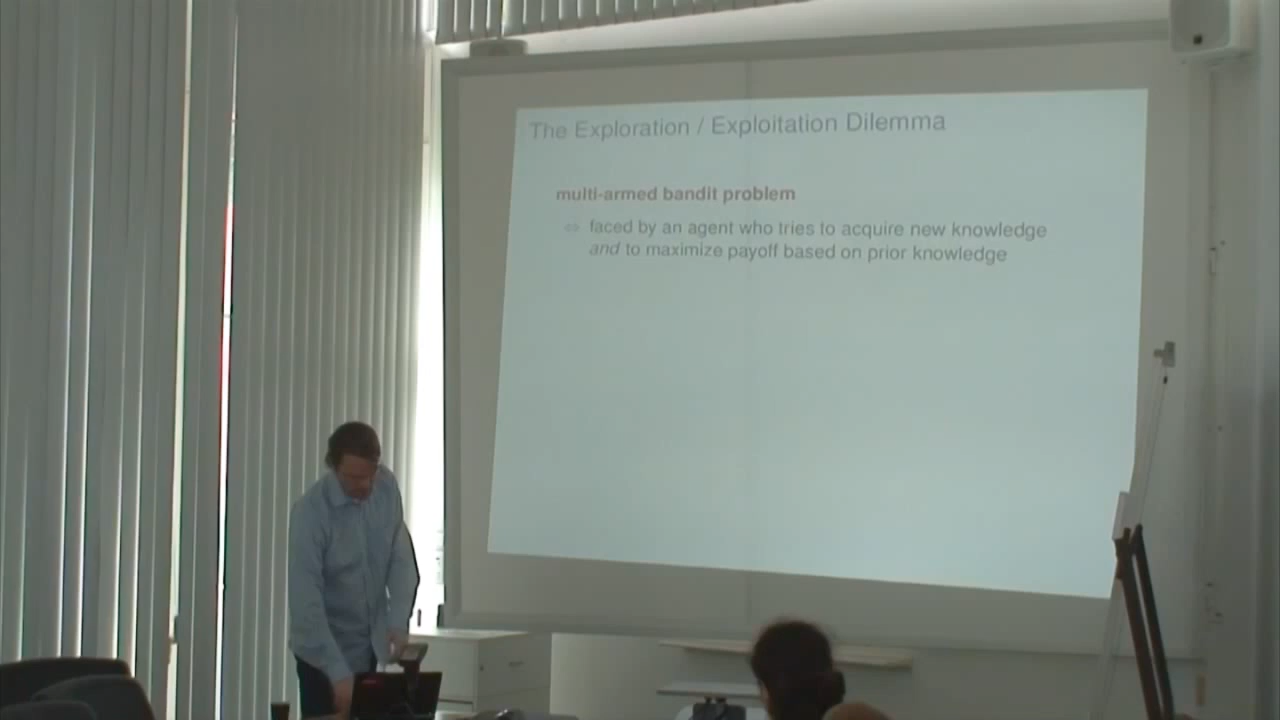 The Exploration / Exploitation Dilemma
multi-armed bandit problem
⇔ faced by an agent who tries to acquire new knowledge
and to maximize payoff based on prior knowledge